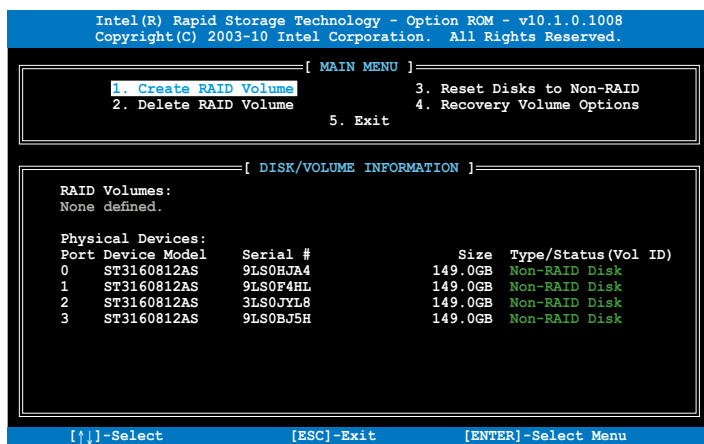 Intel(R) Rapid Storage Technology - Option ROM - v10.1.0.1008
Copyright(C) 2003-10 Intel Corporation. All Rights Reserved.
[ MAIN MENU ]
1. Create RAID Volume 3. Reset Disks to Non-RAID
2. Delete RAID Volume 4. Recovery Volume Options
5. Exit
[ DISK/VOLUME INFORMATION ]
RAID Volumes:
None defined.
Physical Devices:
Port Device Model Serial # Size Type/Status(Vol ID)
0 ST3160812AS 9LS0HJA4 149.0GB Non-RAID Disk
1 ST3160812AS 9LS0F4HL 149.0GB Non-RAID Disk
2 ST3160812AS 3LS0JYL8 149.0GB Non-RAID Disk
3 ST3160812AS 9LS0BJ5H 149.0GB Non-RAID Disk
[↑↓]-Select [ESC]-Exit [ENTER]-Select Menu